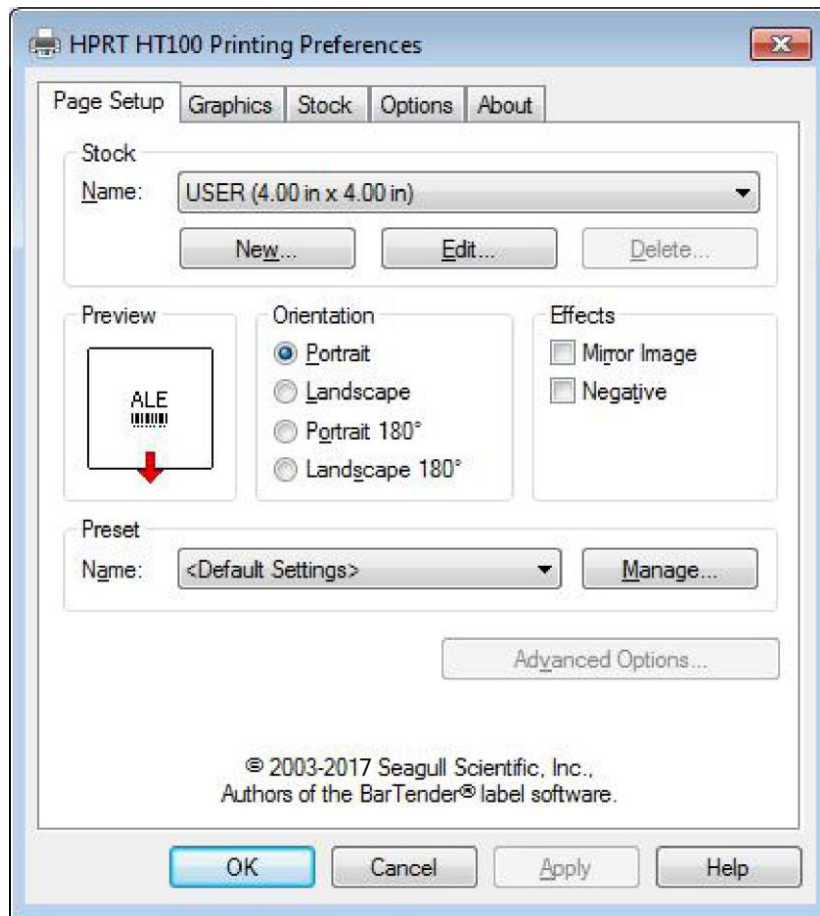 HPRT HT100 Printing Preferences
Page Setup Graphics Stock Options About
Stock
Name: USER (4.00 in x 4.00 in)
New... Edit... Delete...
Preview
ALE
Orientation
Portrait
Landscape
Portrait 180°
Landscape 180°
Effects
Mirror Image
Negative
Preset
Name: <Default Settings> Manage...
Advanced Options...
© 2003-2017 Seagull Scientific, Inc.,
Authors of the BarTender® label software.
OK Cancel Apply Help